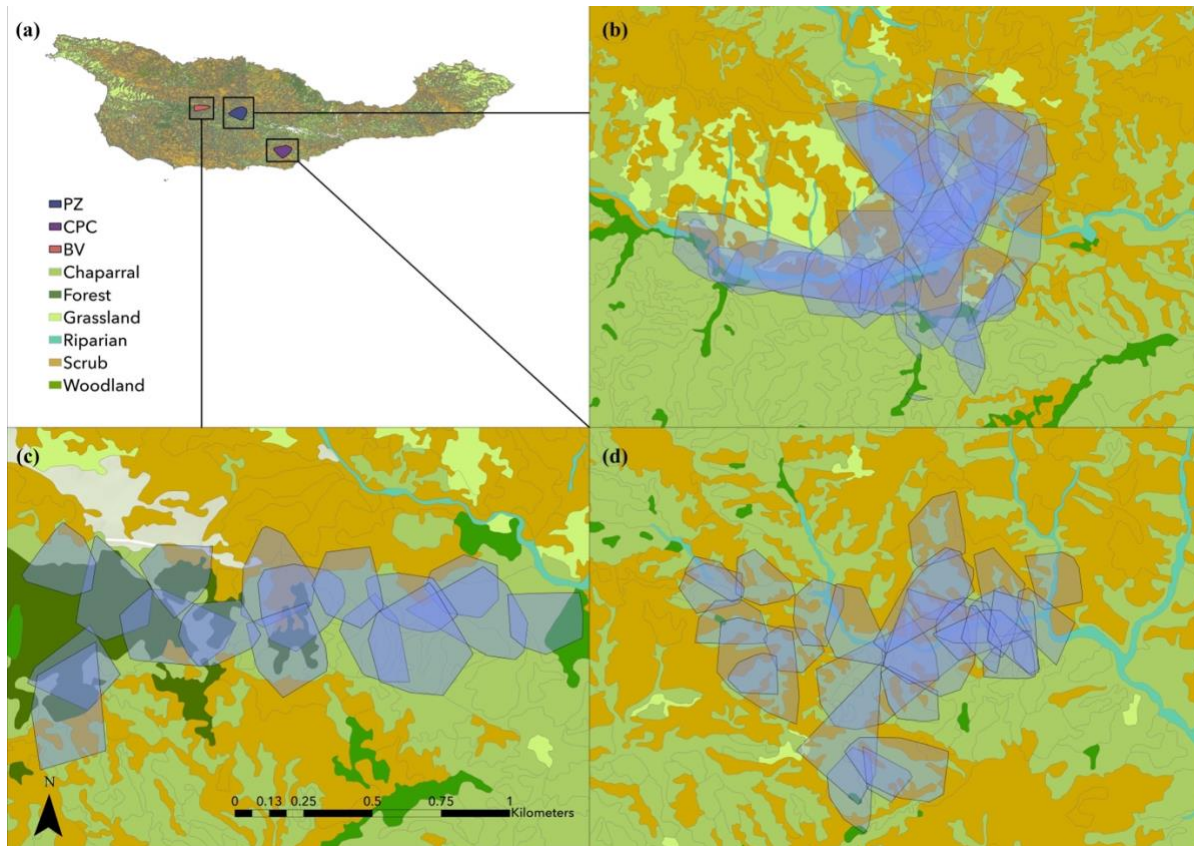 (a)
(b)
PZ
CPC
BV
Chaparral
Forest
Grassland
Riparian
Scrub
Woodland
(c)
(d)
N
0 0.13 0.25 0.5 0.75 1
Kilometers